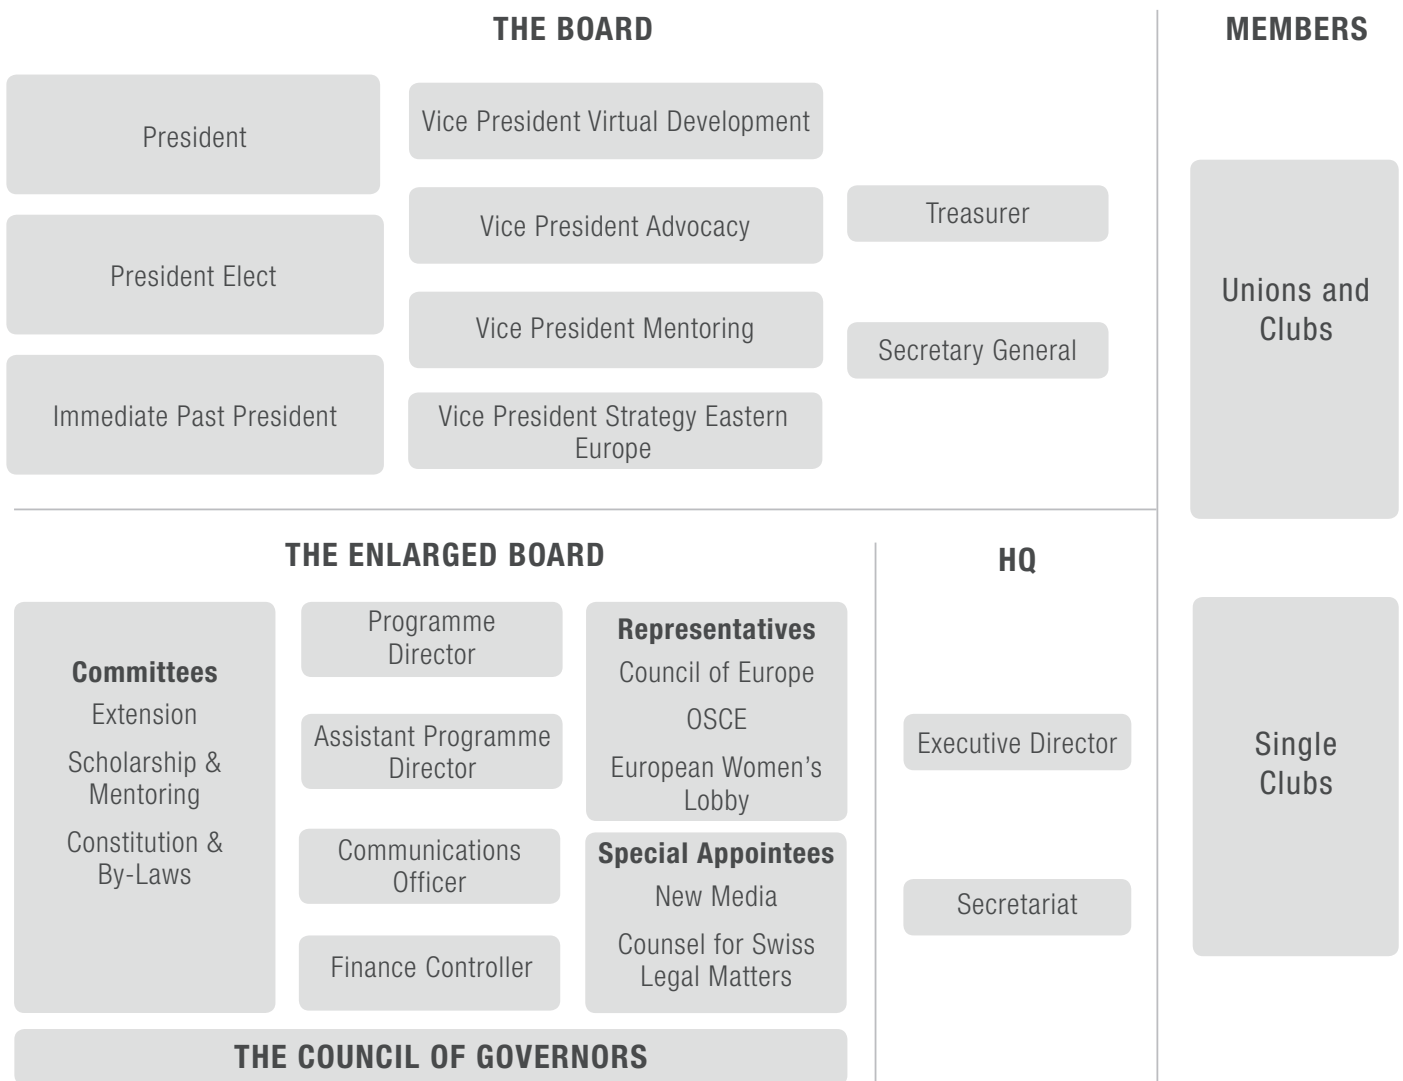 THE BOARD
President
President Elect
Immediate Past President
Vice President Virtual Development
Vice President Advocacy
Vice President Mentoring
Vice President Strategy Eastern
Europe
Treasurer
Secretary General
MEMBERS
Unions and
Clubs
Single
Clubs
THE ENLARGED BOARD
Committees
Extension
Scholarship &
Mentoring
Constitution &
By-Laws
Programme
Director
Assistant Programme
Director
Communications
Officer
Finance Controller
Representatives
Council of Europe
OSCE
European Women's
Lobby
Special Appointees
New Media
Counsel for Swiss
Legal Matters
THE COUNCIL OF GOVERNORS
HQ
Executive Director
Secretariat